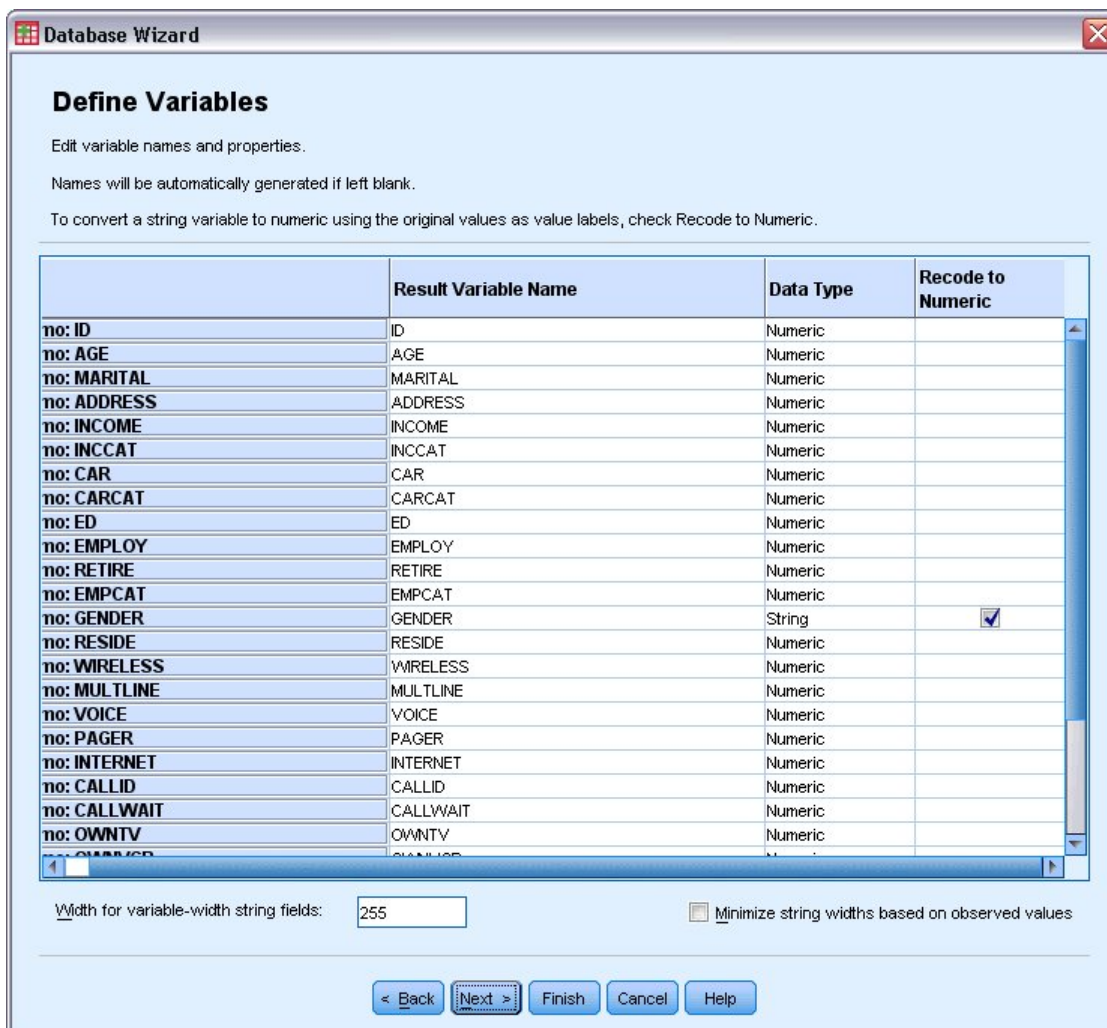 Database Wizard
Define Variables
Edit variable names and properties.
Names will be automatically generated if left blank.
To convert a string variable to numeric using the original values as value labels, check Recode to Numeric.
Result Variable Name Data Type Recode to Numeric
no: ID ID Numeric
no: AGE AGE Numeric
no: MARITAL MARITAL Numeric
no: ADDRESS ADDRESS Numeric
no: INCOME INCOME Numeric
no: INCCAT INCCAT Numeric
no: CAR CAR Numeric
no: CARCAT CARCAT Numeric
no: ED ED Numeric
no: EMPLOY EMPLOY Numeric
no: RETIRE RETIRE Numeric
no: EMPCAT EMPCAT Numeric
no: GENDER GENDER String
no: RESIDE RESIDE Numeric
no: WIRELESS WIRELESS Numeric
no: MULTLINE MULTLINE Numeric
no: VOICE VOICE Numeric
no: PAGER PAGER Numeric
no: INTERNET INTERNET Numeric
no: CALLID CALLID Numeric
no: CALLWAIT CALLWAIT Numeric
no: OWNTV OWNTV Numeric
Width for variable-width string fields: 255 Minimize string widths based on observed values
< Back Next > Finish Cancel Help